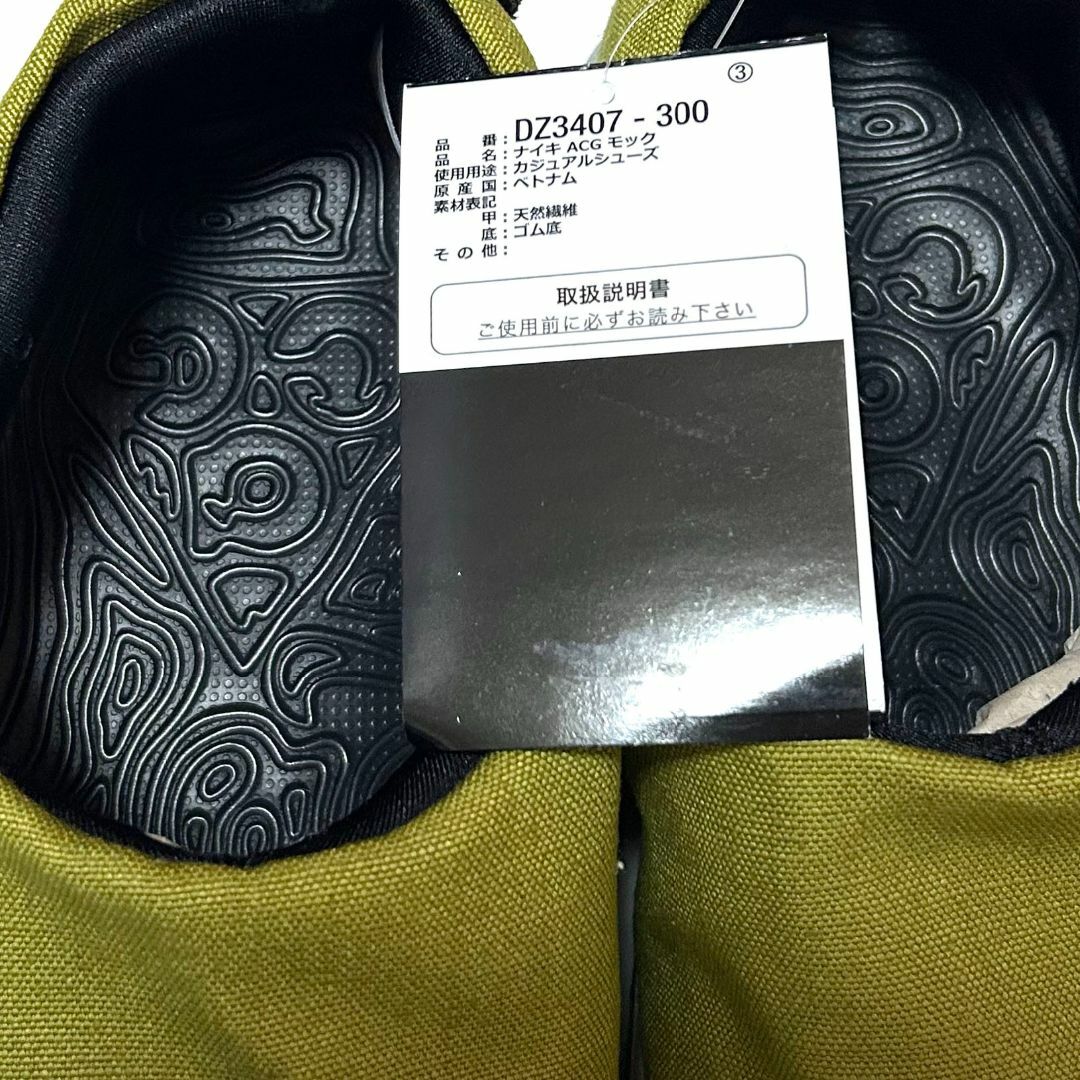 ③
品番：DZ3407 - 300
品名：ナイキ ACG モック
使用用途：カジュアルシューズ
原産国：ベトナム
素材表記
甲：天然繊維
底：ゴム底
その他：
取扱説明書
ご使用前に必ずお読み下さい